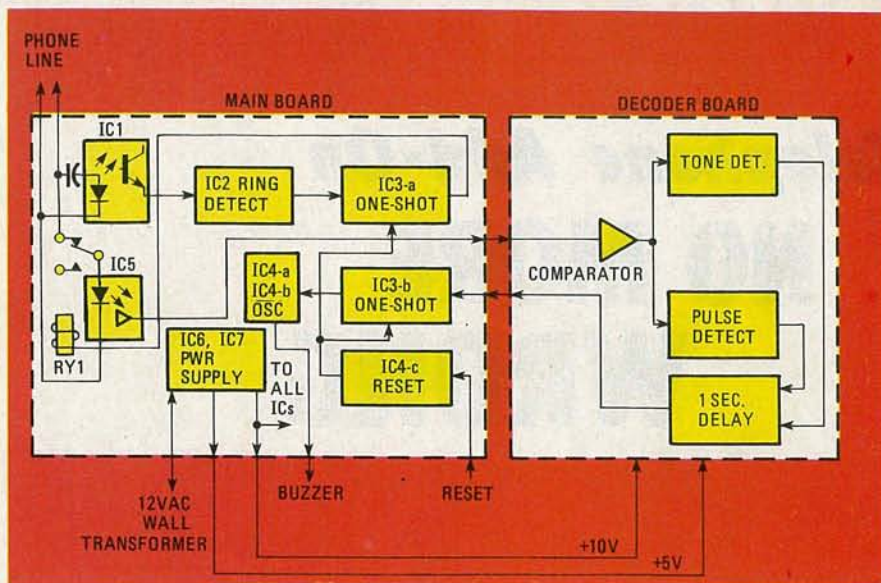 PHONE
LINE
MAIN BOARD
DECODER BOARD
IC1
IC2 RING
DETECT
IC3-a
ONE-SHOT
TONE DET.
IC5
IC4-a
IC4-b
OSC
IC3-b
ONE-SHOT
COMPARATOR
PULSE
DETECT
RY1
IC6, IC7
PWR
SUPPLY
TO
ALL
ICs
IC4-c
RESET
1 SEC.
DELAY
12VAC
WALL
TRANSFORMER
BUZZER
RESET
+10V
+5V